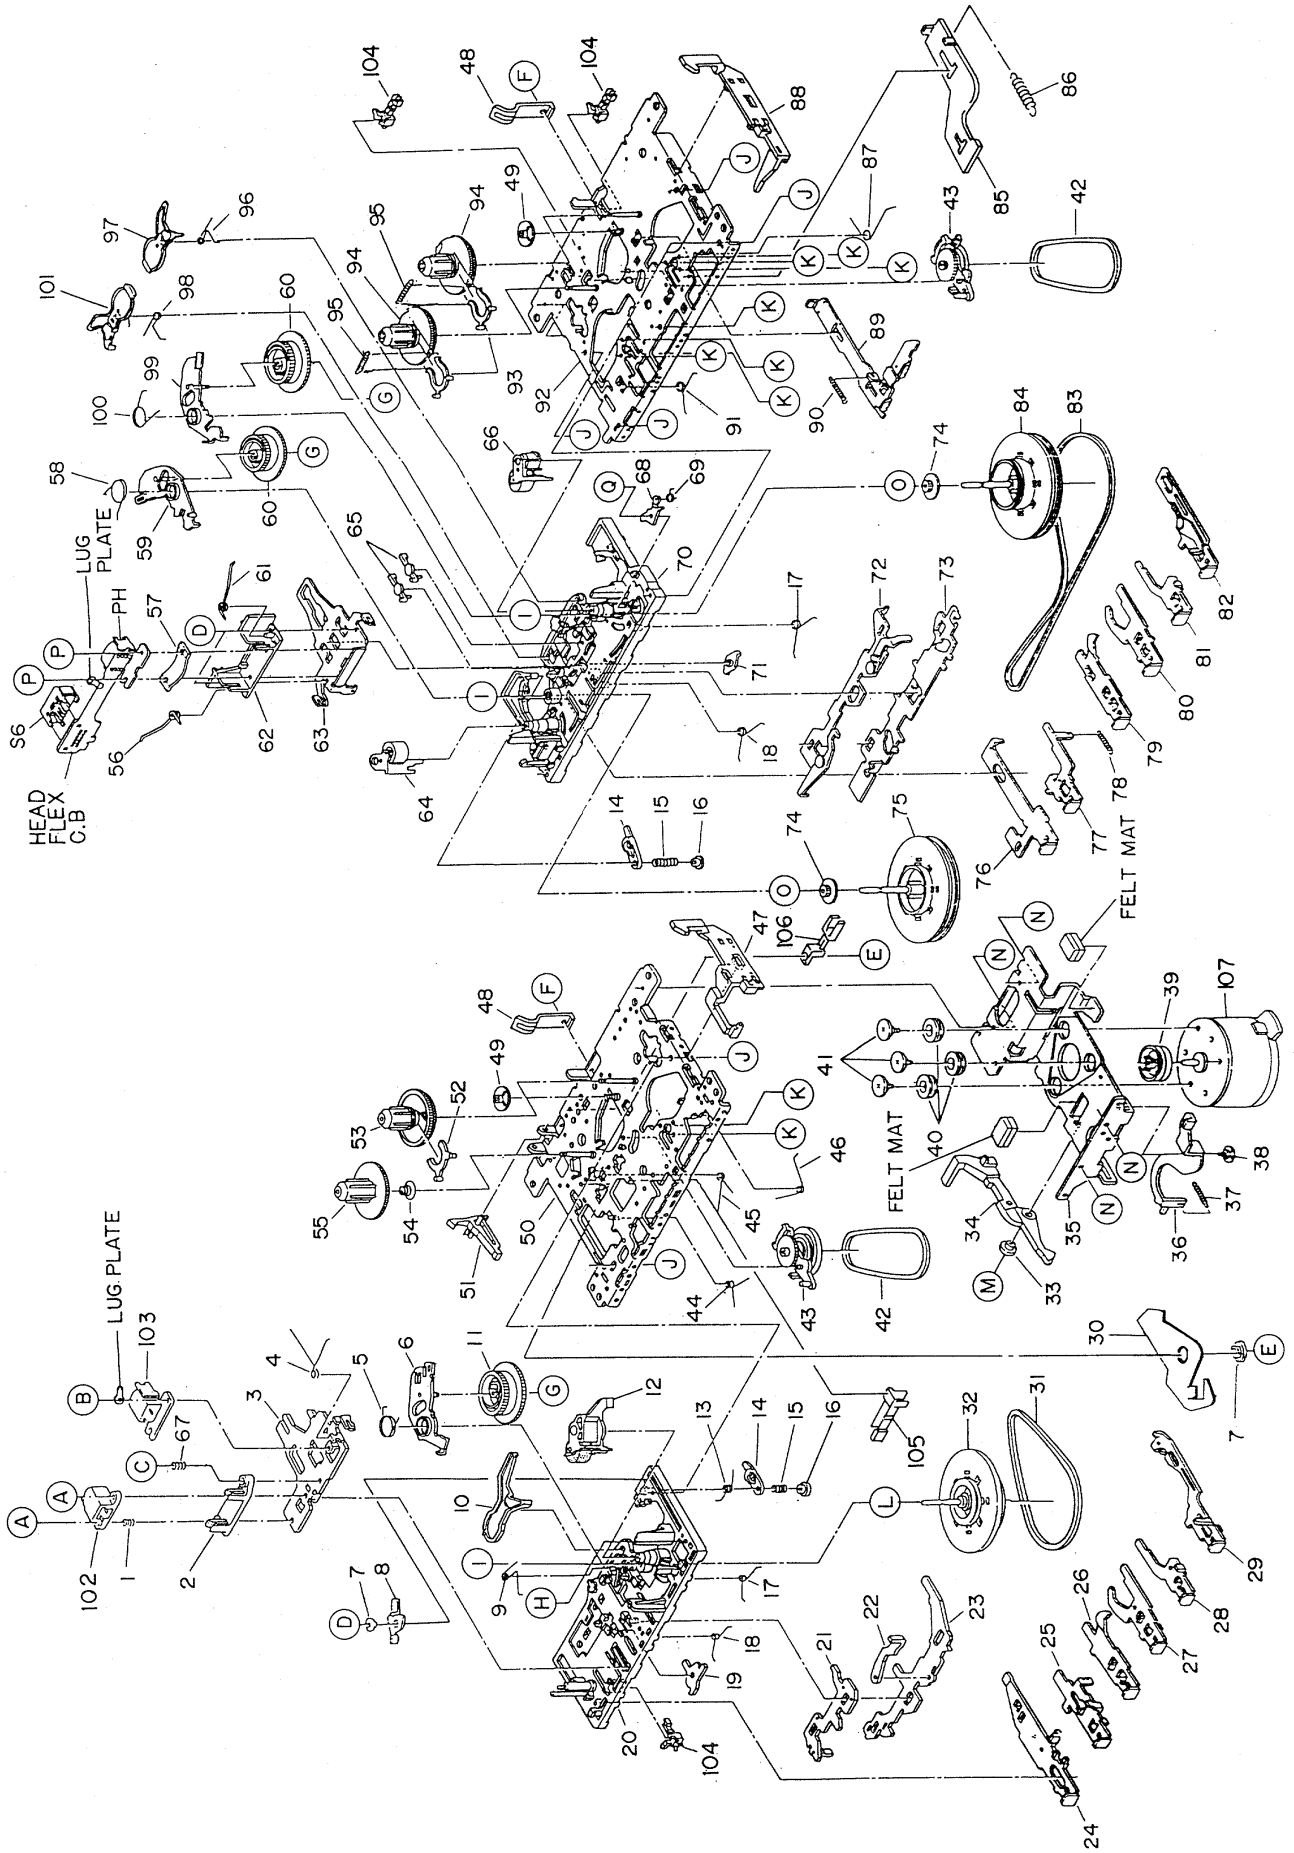 HEAD
FLEX
C.B
S6
P
P
LUG
PLATE
PH
57
D
61
56
62
63
58
59
60
G
60
G
100
99
98
101
97
96
65
64
66
Q
68
69
70
I
I
71
17
18
14
15
16
72
73
O
74
75
O
74
84
83
76
77
78
79
80
81
82
104
48
F
104
49
94
95
94
95
93
92
88
J
J
J
J
K
K
K
K
K
K
87
91
89
90
43
42
85
86
55
54
53
52
51
50
49
48
F
47
106
E
J
J
K
K
46
45
44
43
42
41
40
39
107
N
N
N
N
FELT MAT
FELT MAT
38
37
36
35
34
33
M
30
7
E
A
A
102
1
2
C
67
B
LUG PLATE
103
3
4
5
6
11
G
12
D
7
8
10
I
H
9
13
14
15
16
17
18
19
20
104
105
L
32
31
21
22
23
24
25
26
27
28
29